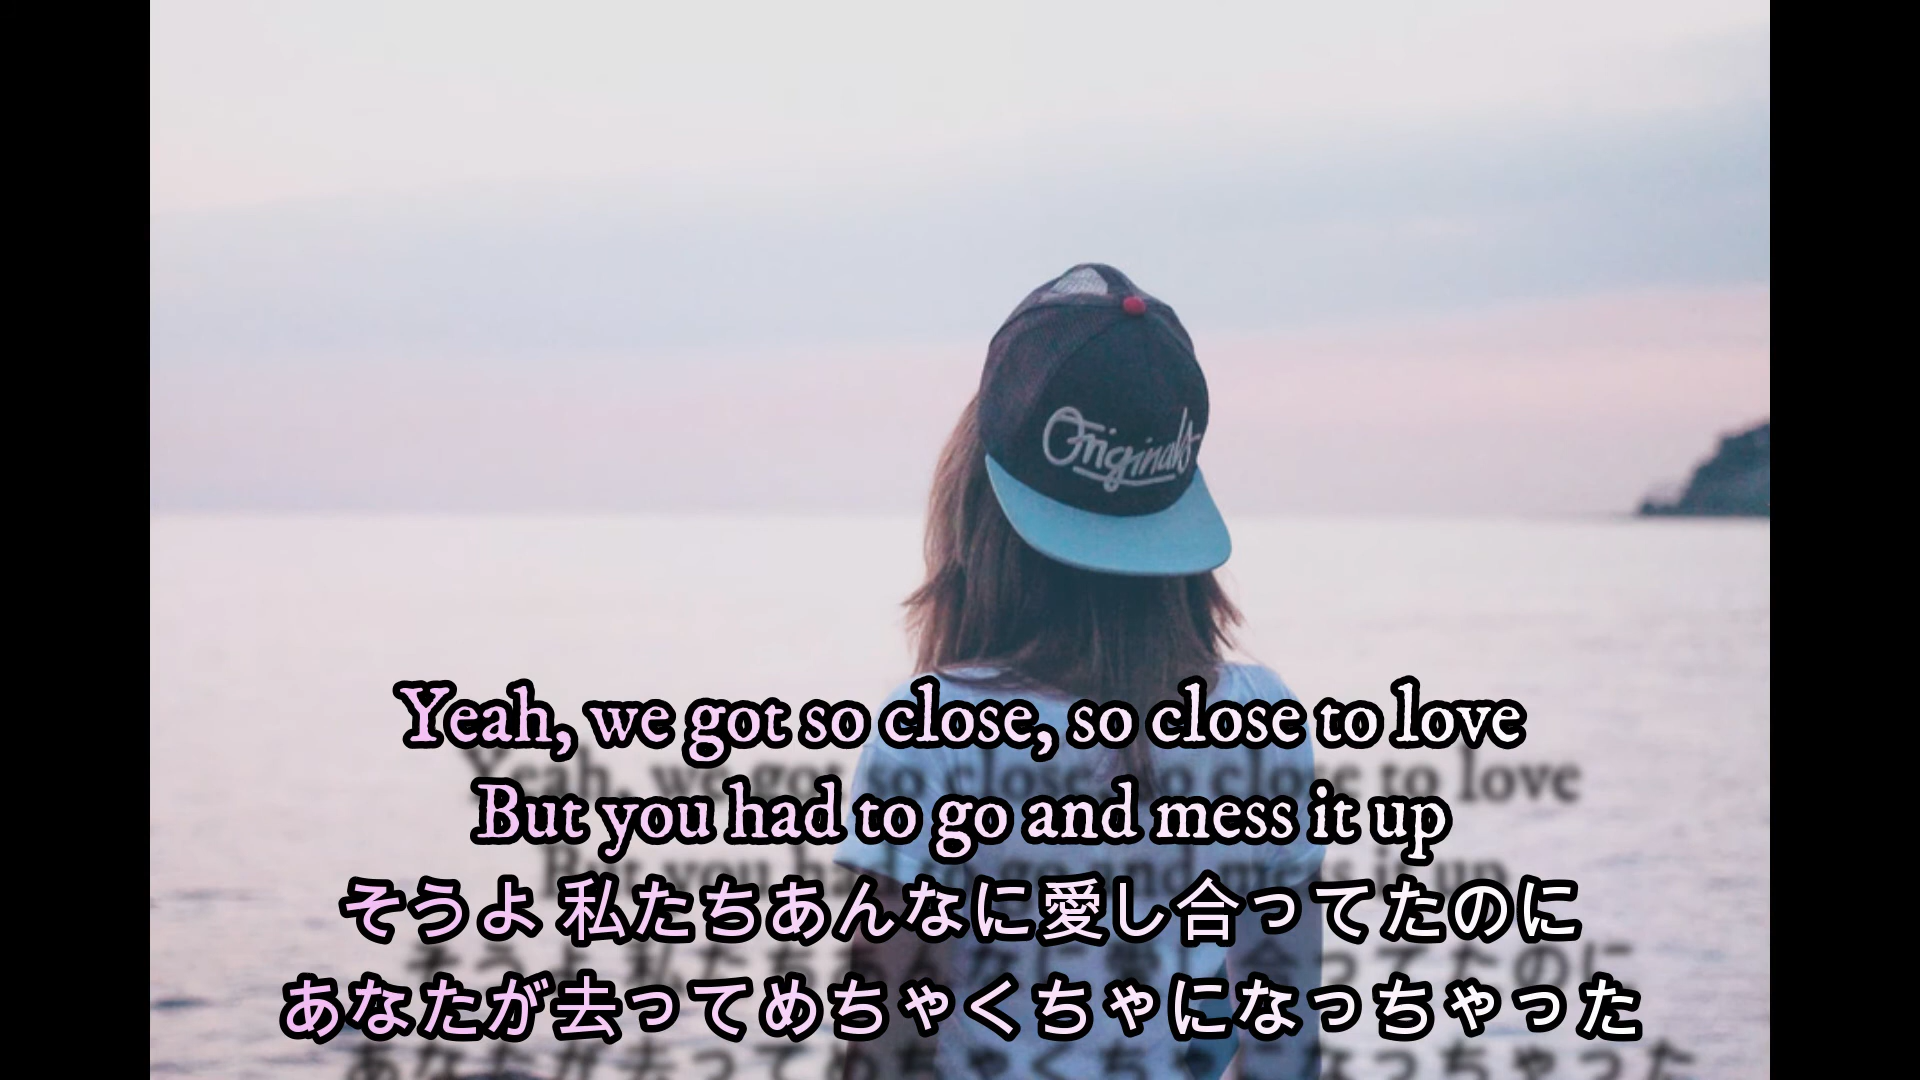 Originals
Yeah, we got so close, so close to love
But you had to go and mess it up
そうよ 私たちあんなに愛し合ってたのに
あなたが去ってめちゃくちゃになっちゃった